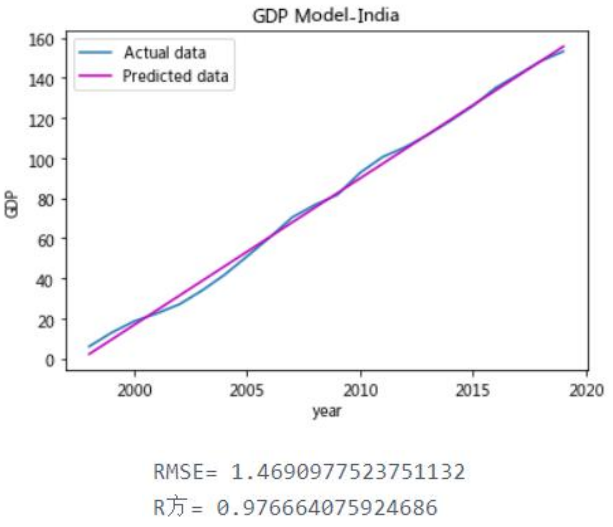 GDP Model-India
160
140
120
100
80
60
40
20
0
GDP
Actual data
Predicted data
2000 2005 2010 2015 2020
year
RMSE= 1.4690977523751132
R方= 0.976664075924686